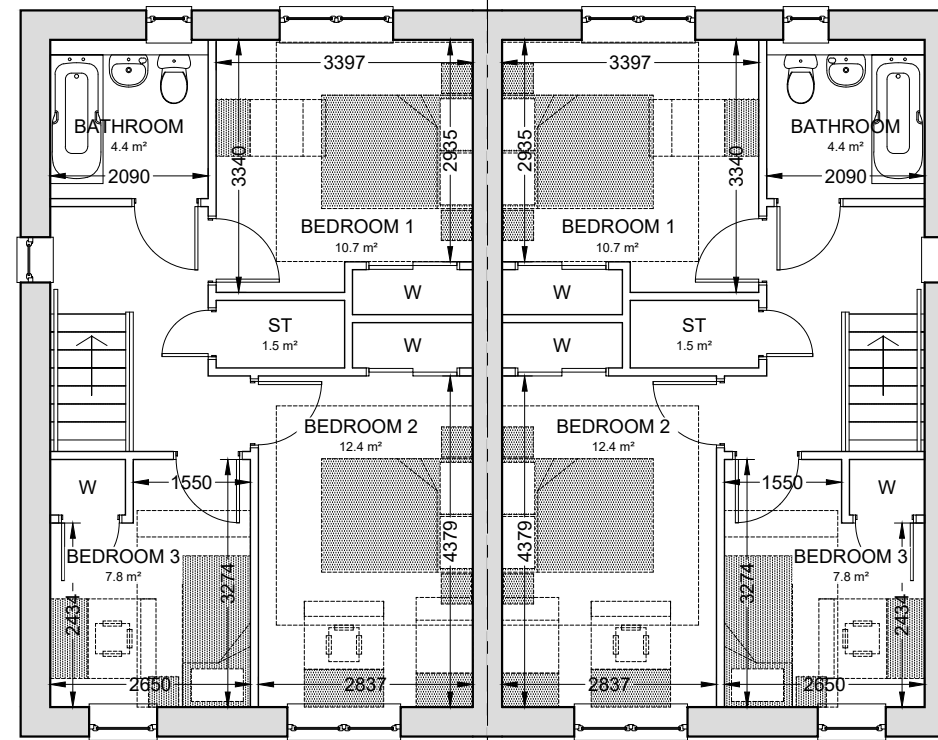 3397
3397
BATHROOM
4.4 m²
2090
3340
2935
BEDROOM 1
10.7 m²
2935
3340
BEDROOM 1
10.7 m²
BATHROOM
4.4 m²
2090
W
W
ST
1.5 m²
W
W
ST
1.5 m²
BEDROOM 2
12.4 m²
BEDROOM 2
12.4 m²
W
1550
1550
W
4379
4379
BEDROOM 3
7.8 m²
BEDROOM 3
7.8 m²
2434
3274
3274
2434
2650
2837
2837
2650